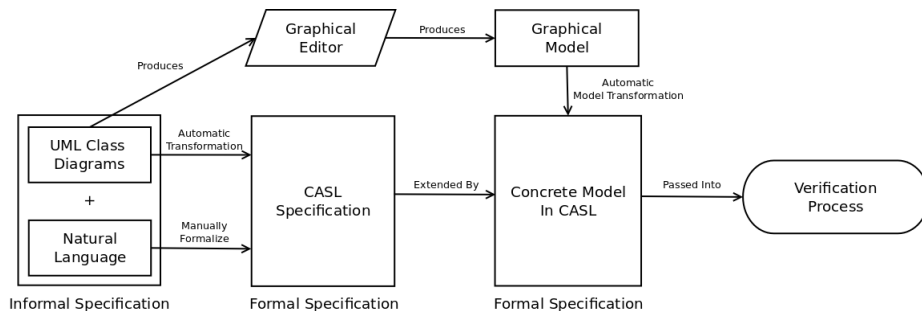 Graphical
Editor
Produces
Graphical
Model
Produces
Automatic
Model Transformation
UML Class
Diagrams
Automatic
Transformation
+
CASL
Specification
Extended By
Concrete Model
In CASL
Passed Into
Verification
Process
Natural
Language
Manually
Formalize
Informal Specification
Formal Specification
Formal Specification